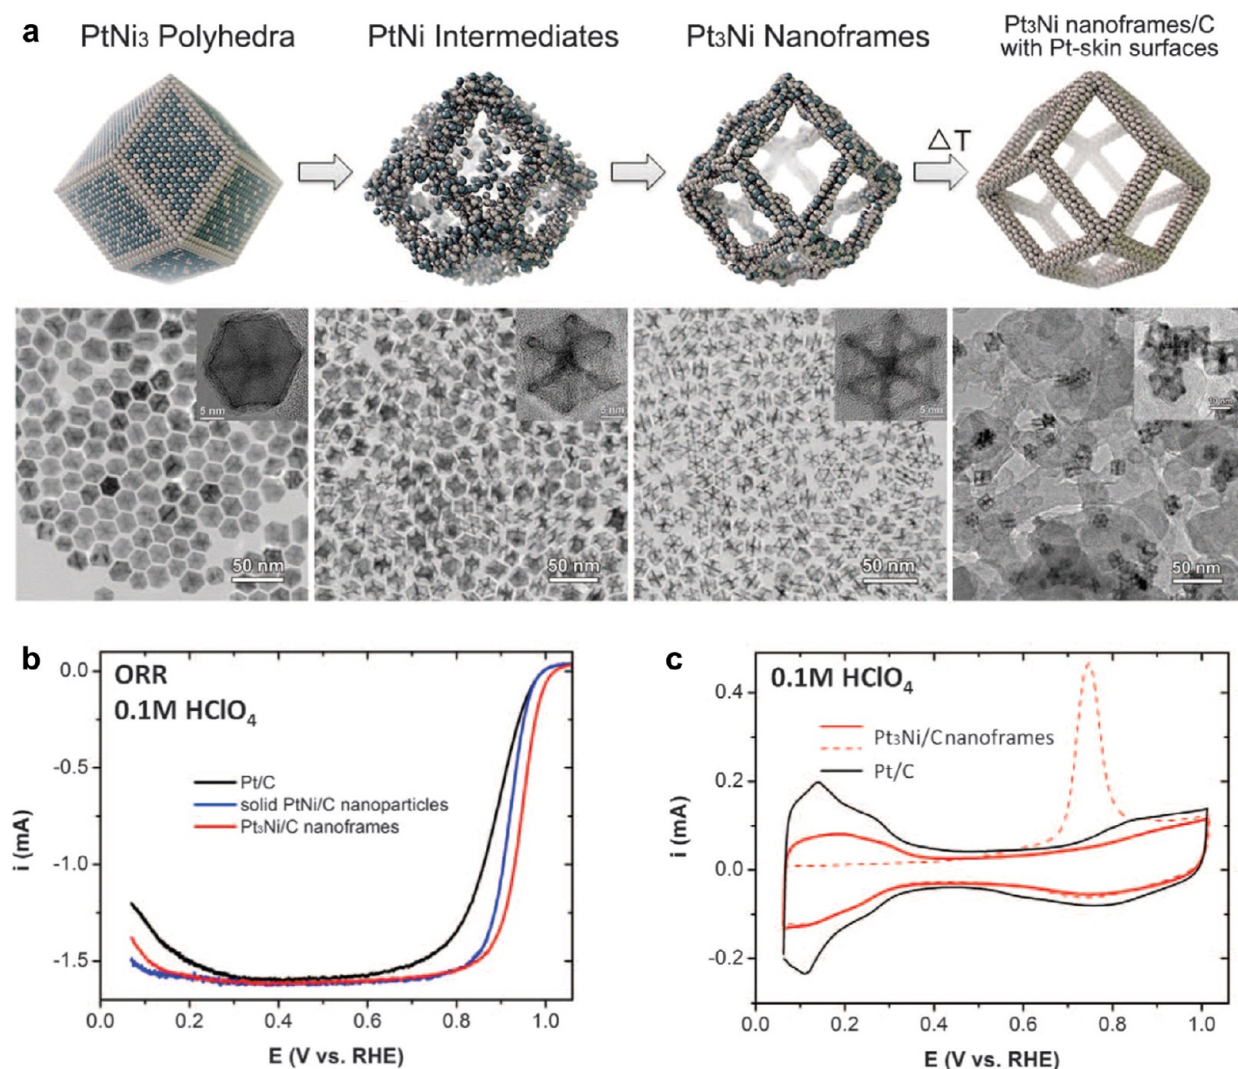 a
PtNi₃ Polyhedra
PtNi Intermediates
Pt₃Ni Nanoframes
Pt₃Ni nanoframes/C
with Pt-skin surfaces
△T
5 nm
50 nm
5 nm
50 nm
5 nm
50 nm
10 nm
50 nm
b
ORR
0.1M HClO₄
Pt/C
solid PtNi/C nanoparticles
Pt₃Ni/C nanoframes
0.0
-0.5
-1.0
-1.5
i (mA)
0.0 0.2 0.4 0.6 0.8 1.0
E (V vs. RHE)
c
0.1M HClO₄
Pt₃Ni/C nanoframes
Pt/C
0.4
0.2
0.0
-0.2
i (mA)
0.0 0.2 0.4 0.6 0.8 1.0
E (V vs. RHE)